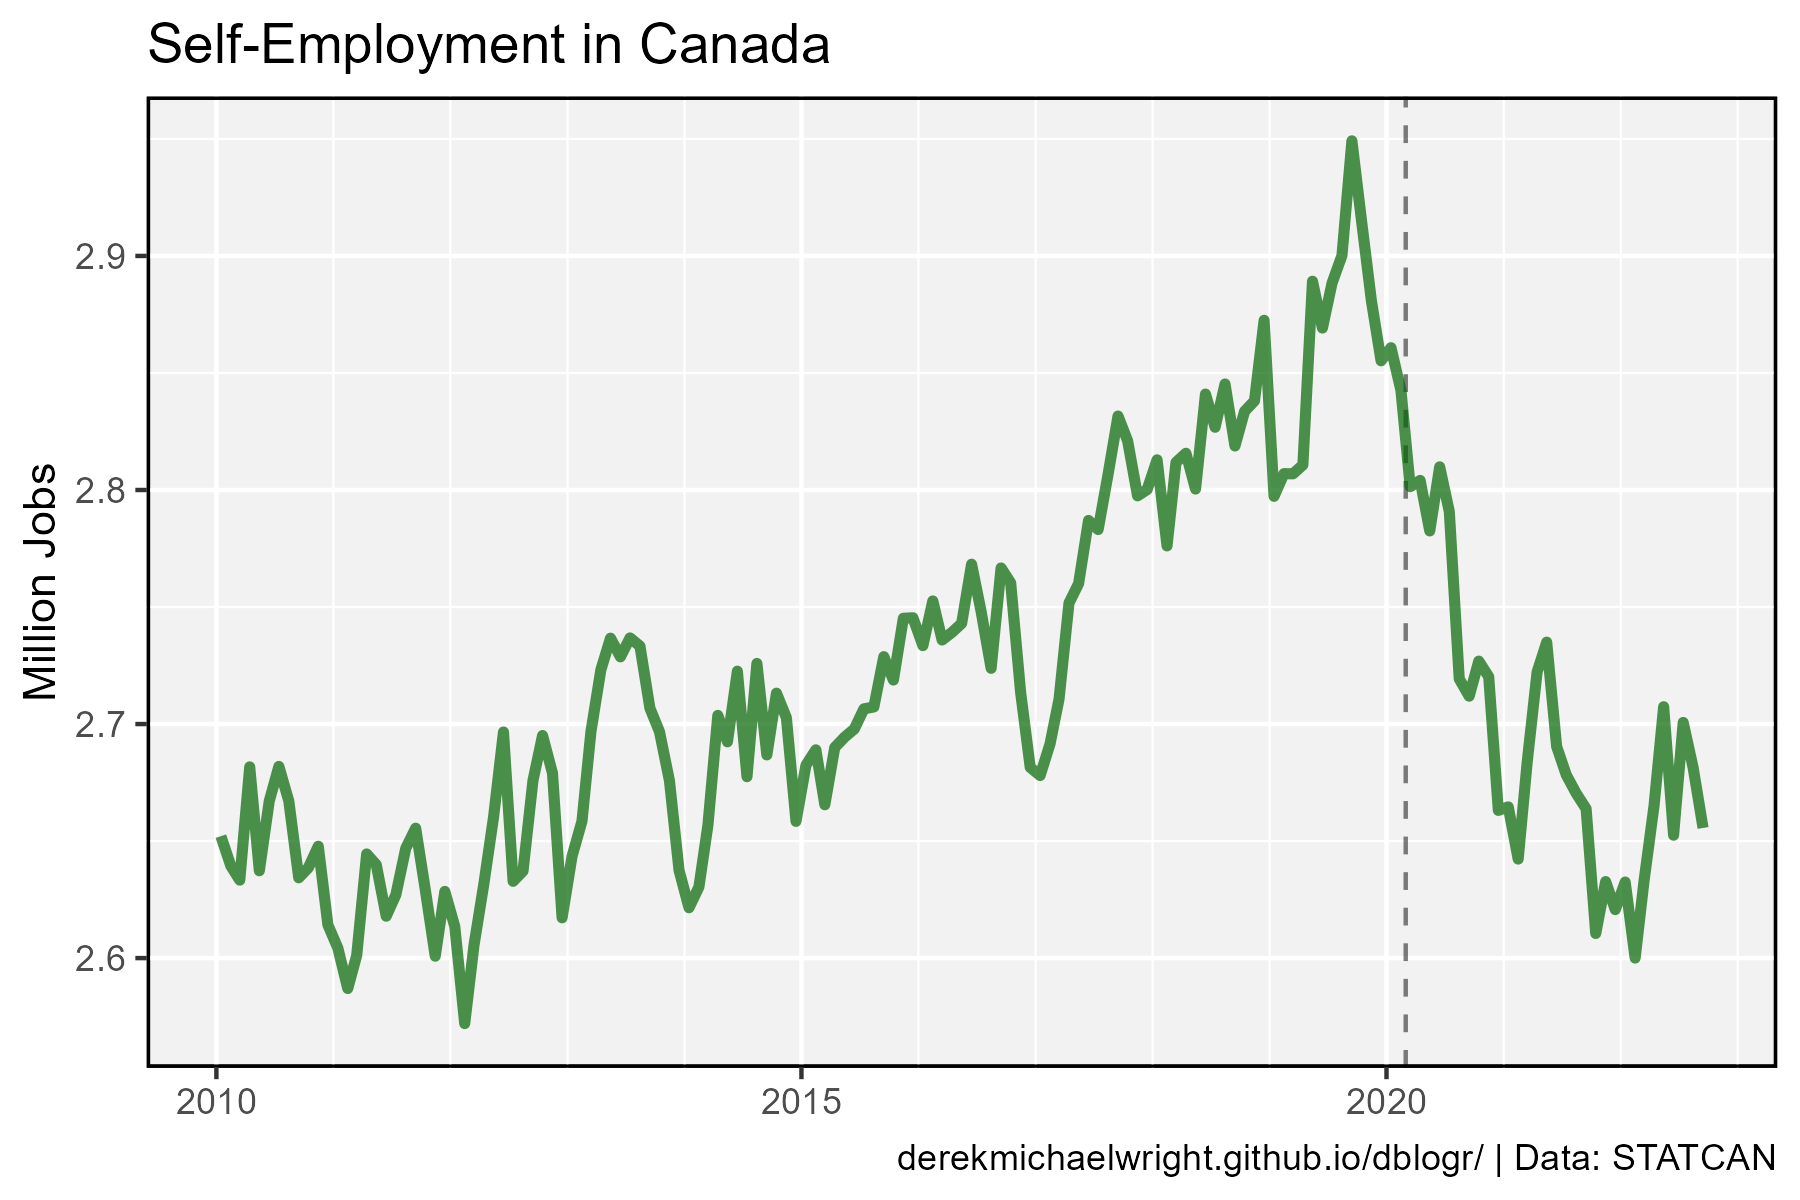 Self-Employment in Canada
Million Jobs
2.9
2.8
2.7
2.6
2010
2015
2020
derekmichaelwright.github.io/dblogr/ | Data: STATCAN